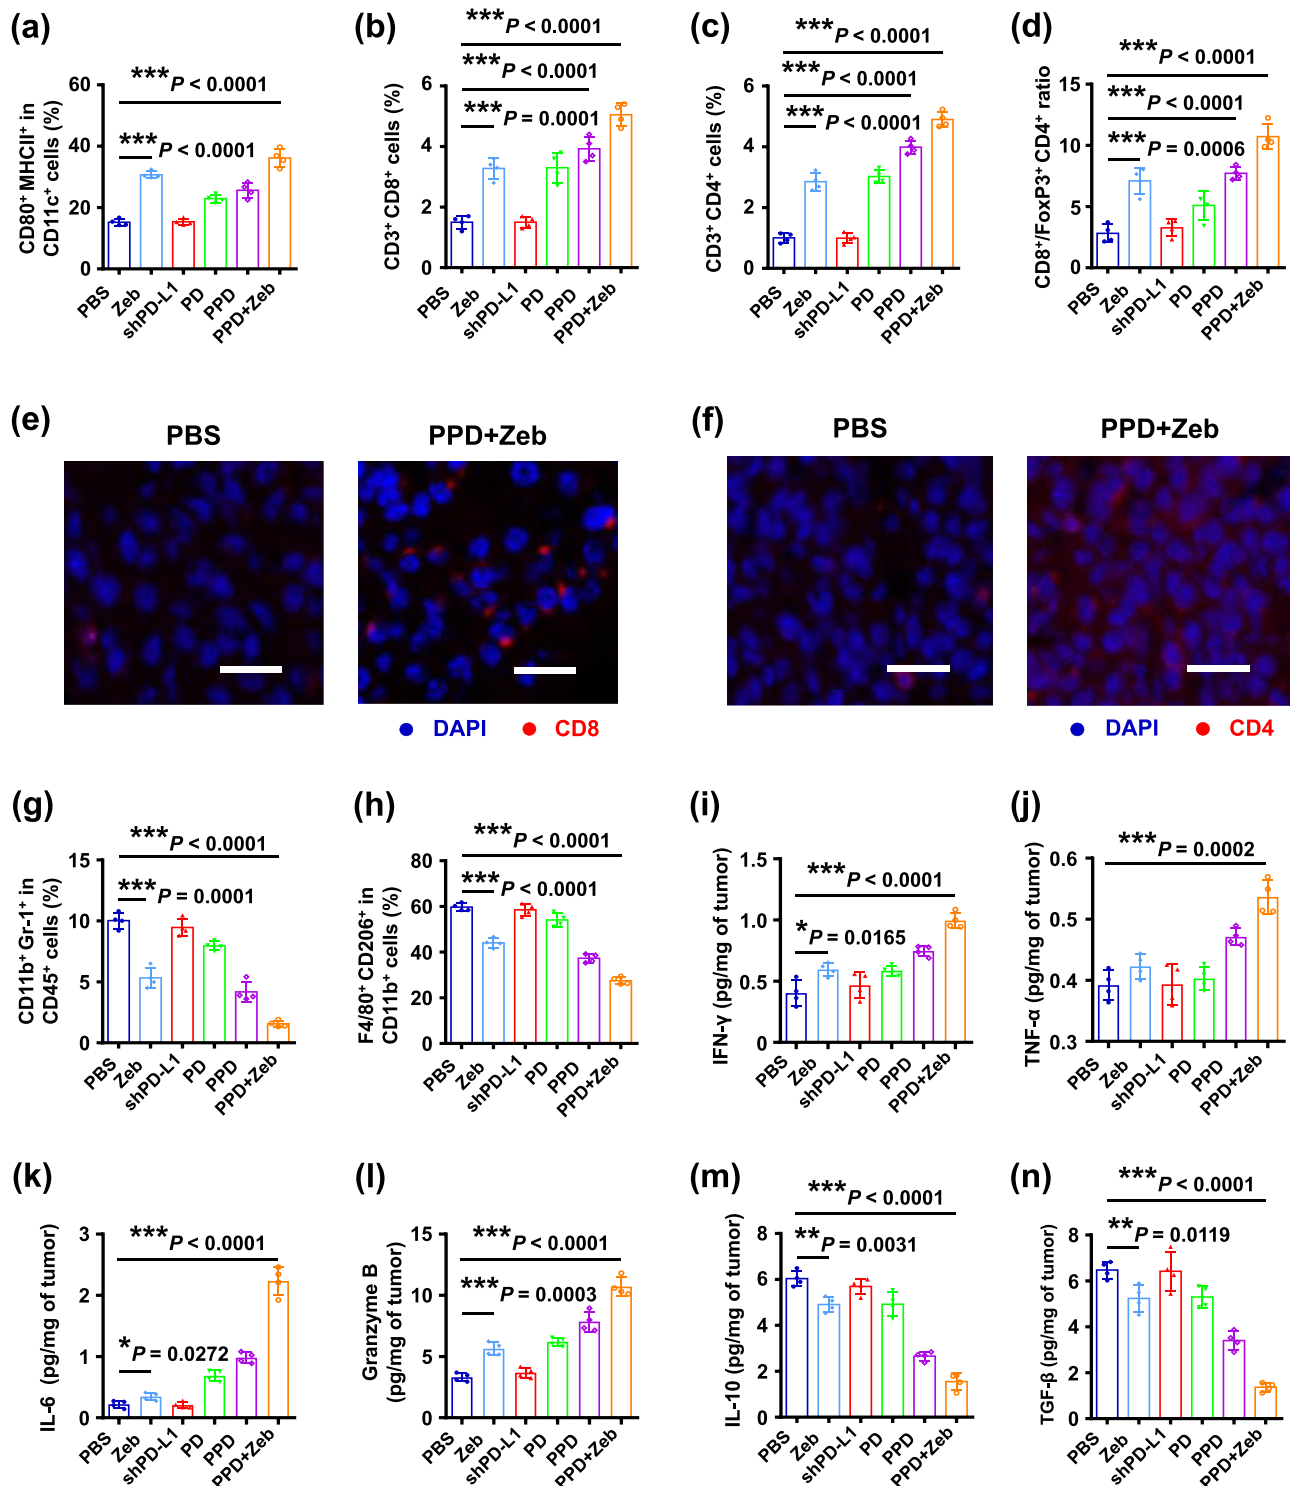 (a)
*** P < 0.0001
*** P < 0.0001
CD80⁺ MHCII⁺ in
CD11c⁺ cells (%)
60
40
20
0
PBS
Zeb
shPD-L1
PD
PPD
PPD+Zeb
(b)
*** P < 0.0001
*** P < 0.0001
*** P = 0.0001
CD3⁺ CD8⁺ cells (%)
6
4
2
0
PBS
Zeb
shPD-L1
PD
PPD
PPD+Zeb
(c)
*** P < 0.0001
*** P < 0.0001
*** P < 0.0001
CD3⁺ CD4⁺ cells (%)
6
4
2
0
PBS
Zeb
shPD-L1
PD
PPD
PPD+Zeb
(d)
*** P < 0.0001
*** P < 0.0001
*** P = 0.0006
CD8⁺/FoxP3⁺ CD4⁺ ratio
15
10
5
0
PBS
Zeb
shPD-L1
PD
PPD
PPD+Zeb
(e)
PBS
PPD+Zeb
DAPI
CD8
(f)
PBS
PPD+Zeb
DAPI
CD4
(g)
*** P < 0.0001
*** P = 0.0001
CD11b⁺ Gr-1⁺ in
CD45⁺ cells (%)
15
10
5
0
PBS
Zeb
shPD-L1
PD
PPD
PPD+Zeb
(h)
*** P < 0.0001
*** P < 0.0001
F4/80⁺ CD206⁺ in
CD11b⁺ cells (%)
80
60
40
20
0
PBS
Zeb
shPD-L1
PD
PPD
PPD+Zeb
(i)
*** P < 0.0001
* P = 0.0165
IFN-γ (pg/mg of tumor)
1.5
1.0
0.5
0
PBS
Zeb
shPD-L1
PD
PPD
PPD+Zeb
(j)
*** P = 0.0002
TNF-α (pg/mg of tumor)
0.6
0.5
0.4
0.3
PBS
Zeb
shPD-L1
PD
PPD
PPD+Zeb
(k)
*** P < 0.0001
* P = 0.0272
IL-6 (pg/mg of tumor)
3
2
1
0
PBS
Zeb
shPD-L1
PD
PPD
PPD+Zeb
(l)
*** P < 0.0001
*** P = 0.0003
Granzyme B
(pg/mg of tumor)
15
10
5
0
PBS
Zeb
shPD-L1
PD
PPD
PPD+Zeb
(m)
*** P < 0.0001
** P = 0.0031
IL-10 (pg/mg of tumor)
8
6
4
2
0
PBS
Zeb
shPD-L1
PD
PPD
PPD+Zeb
(n)
*** P < 0.0001
** P = 0.0119
TGF-β (pg/mg of tumor)
8
6
4
2
0
PBS
Zeb
shPD-L1
PD
PPD
PPD+Zeb